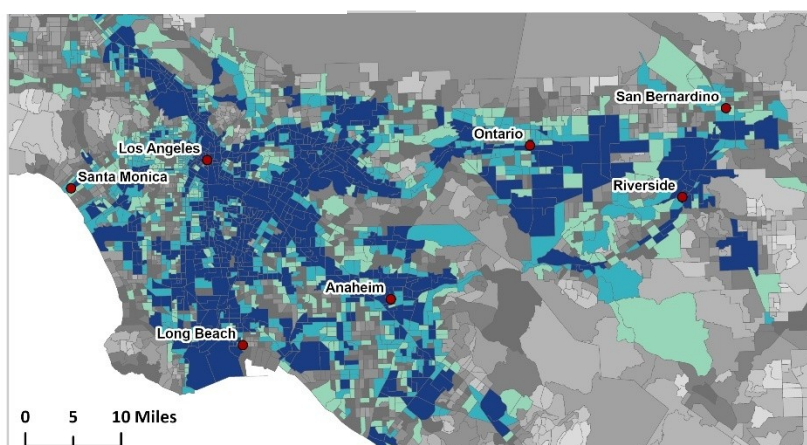 San Bernardino
Ontario
Los Angeles
Santa Monica
Riverside
Anaheim
Long Beach
0 5 10 Miles